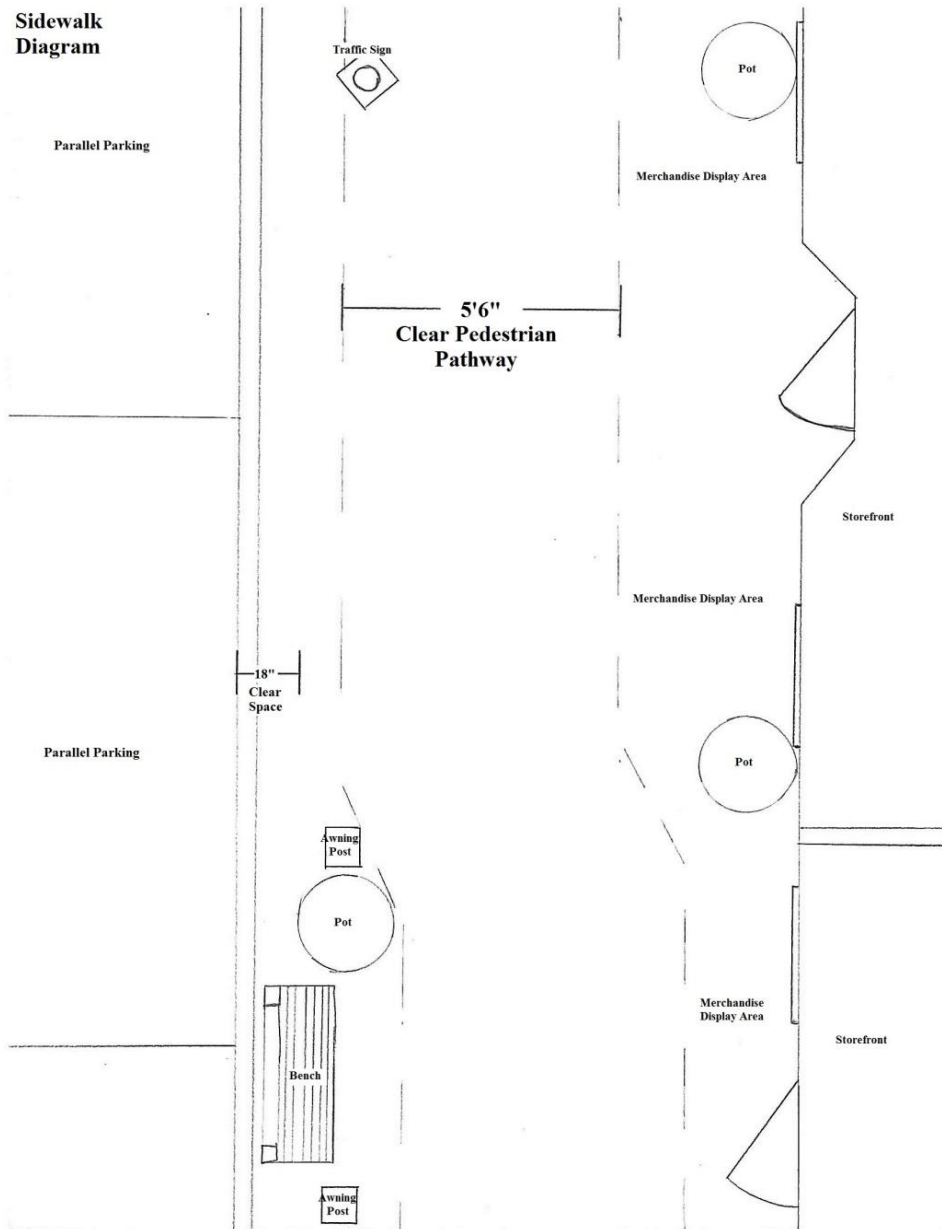 Sidewalk
Diagram
Traffic Sign
Pot
Parallel Parking
Merchandise Display Area
5'6"
Clear Pedestrian
Pathway
Storefront
Merchandise Display Area
18"
Clear
Space
Parallel Parking
Pot
Awning
Post
Pot
Merchandise
Display Area
Storefront
Bench
Awning
Post